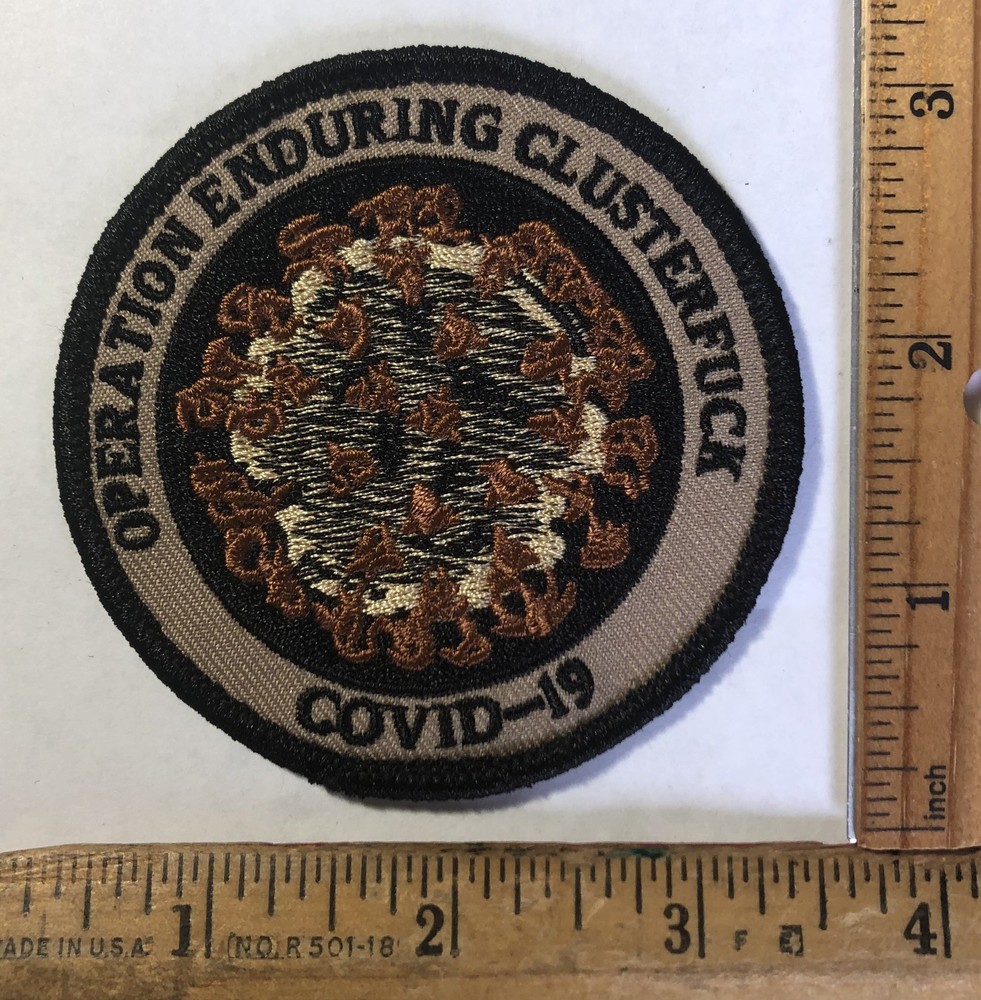 OPERATION ENDURING CLUSTERFUCK
COVID-19
3
2
1
inch
1 2 3 4
MADE IN U.S.A. (NO. R 501-18)